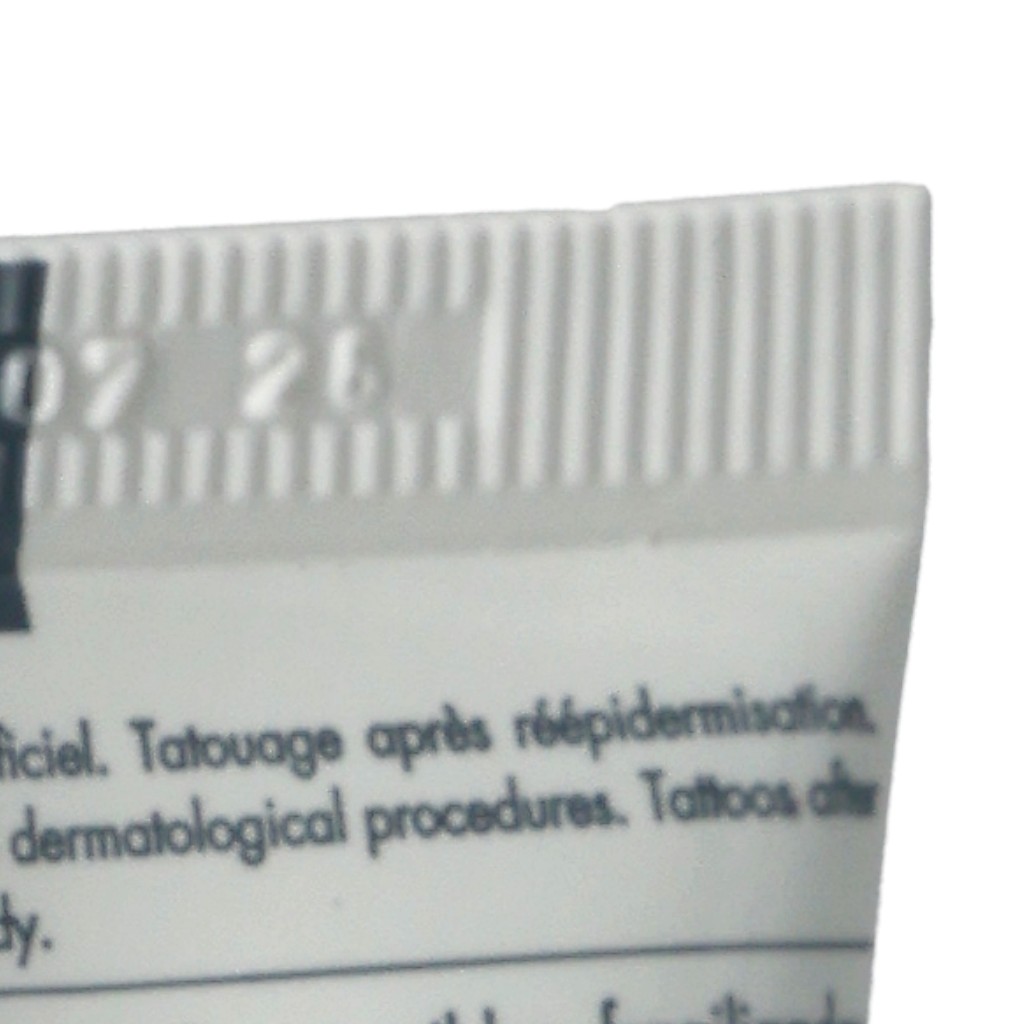 07 26
ficiel. Tatouage après réépidermisation.
dermatological procedures. Tattoos after
dy.